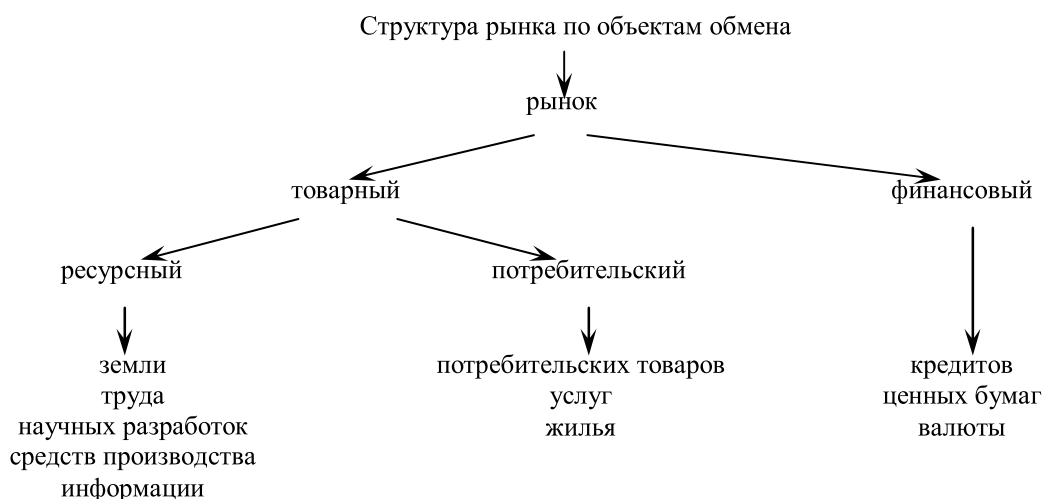 Структура рынка по объектам обмена
рынок
товарный
финансовый
ресурсный
потребительский
земли
труда
научных разработок
средств производства
информации
потребительских товаров
услуг
жилья
кредитов
ценных бумаг
валюты